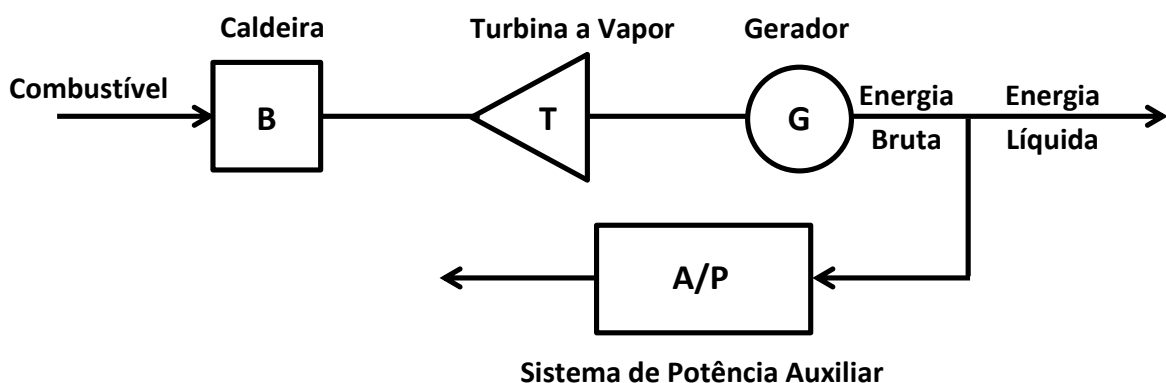 Caldeira
Turbina a Vapor
Gerador
Combustível
B
T
G
Energia
Bruta
Energia
Líquida
A/P
Sistema de Potência Auxiliar